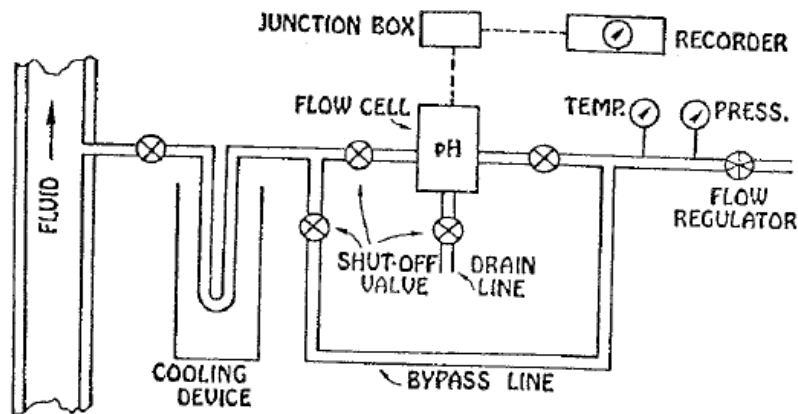 JUNCTION BOX
RECORDER
FLOW CELL
TEMP.
PRESS.
pH
FLUID
FLOW
REGULATOR
SHUT-OFF
VALVE
DRAIN
LINE
COOLING
DEVICE
BYPASS LINE